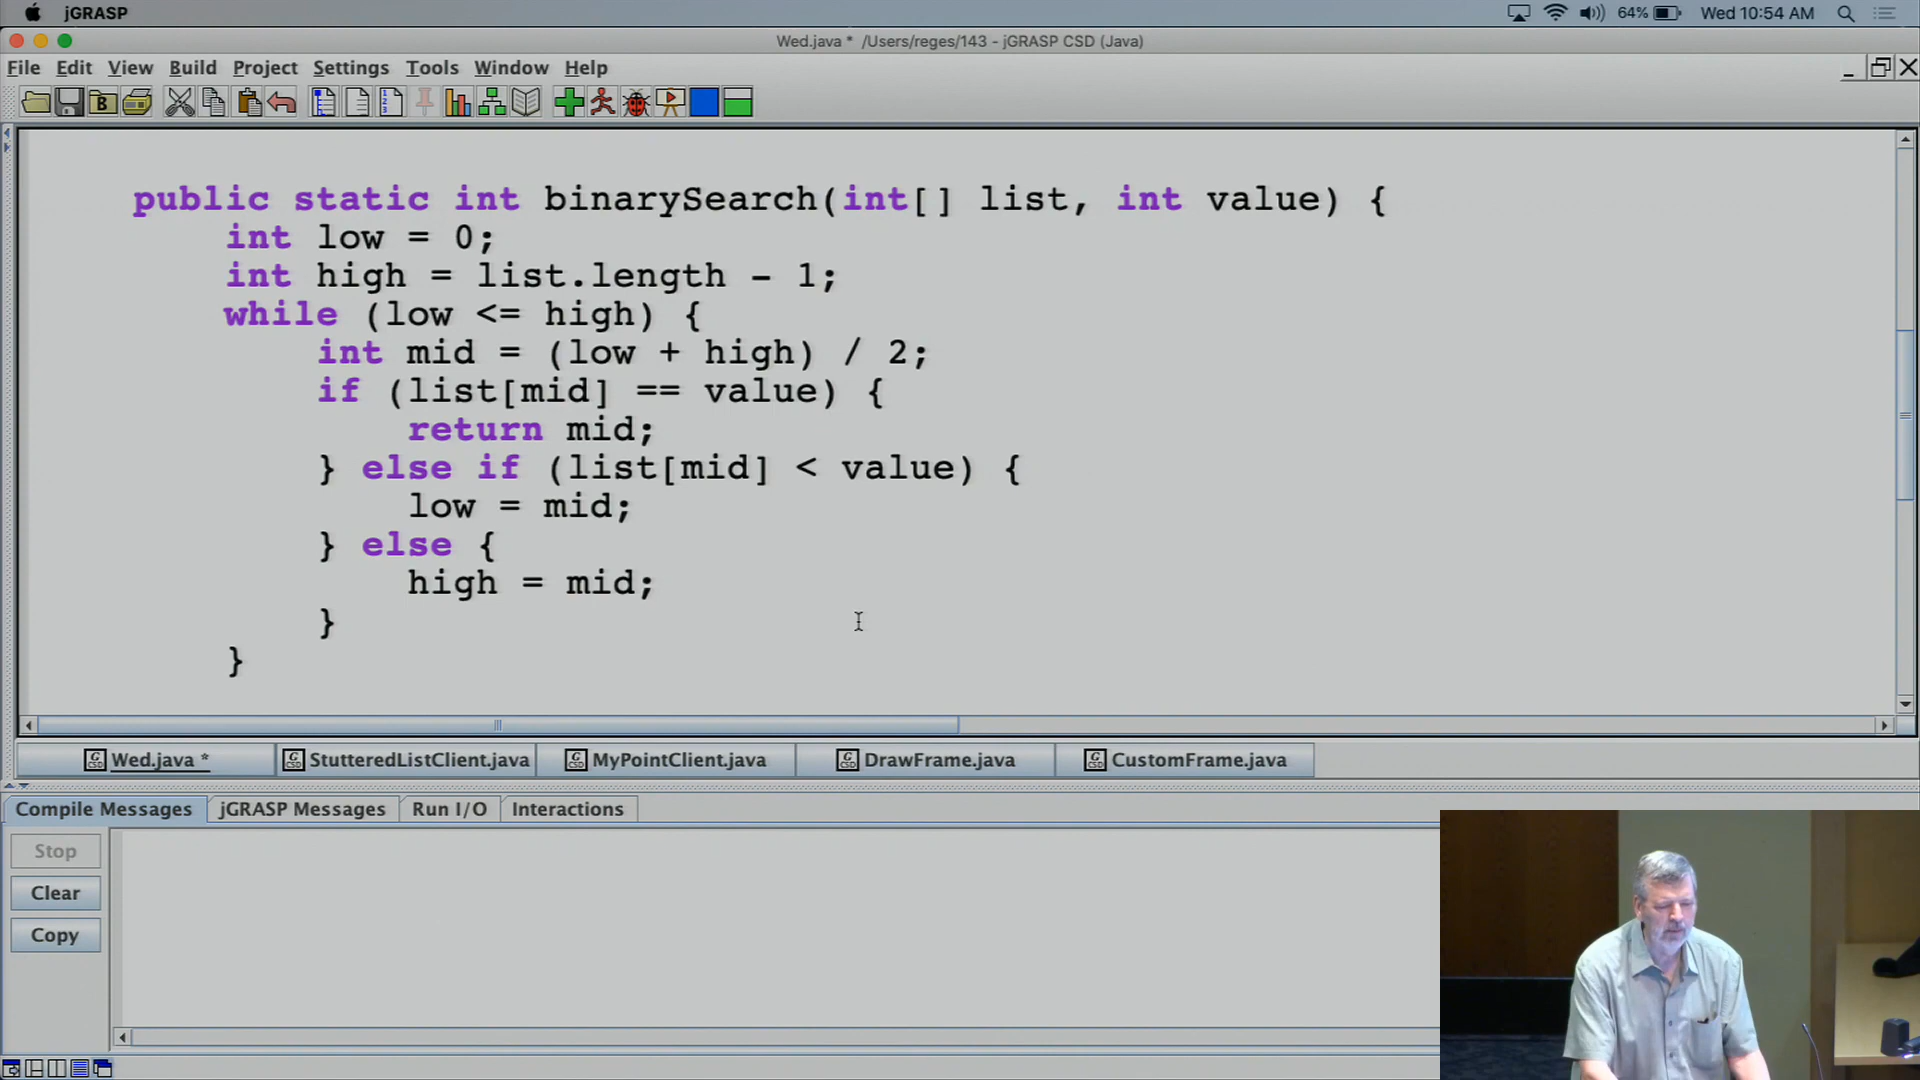 jGRASP
64%
Wed 10:54 AM
Wed.java * /Users/reges/143 - jGRASP CSD (Java)
File Edit View Build Project Settings Tools Window Help
public static int binarySearch(int[] list, int value) {
int low = 0;
int high = list.length - 1;
while (low <= high) {
int mid = (low + high) / 2;
if (list[mid] == value) {
return mid;
} else if (list[mid] < value) {
low = mid;
} else {
high = mid;
}
}
Wed.java * StutteredListClient.java MyPointClient.java DrawFrame.java CustomFrame.java
Compile Messages jGRASP Messages Run I/O Interactions
Stop
Clear
Copy